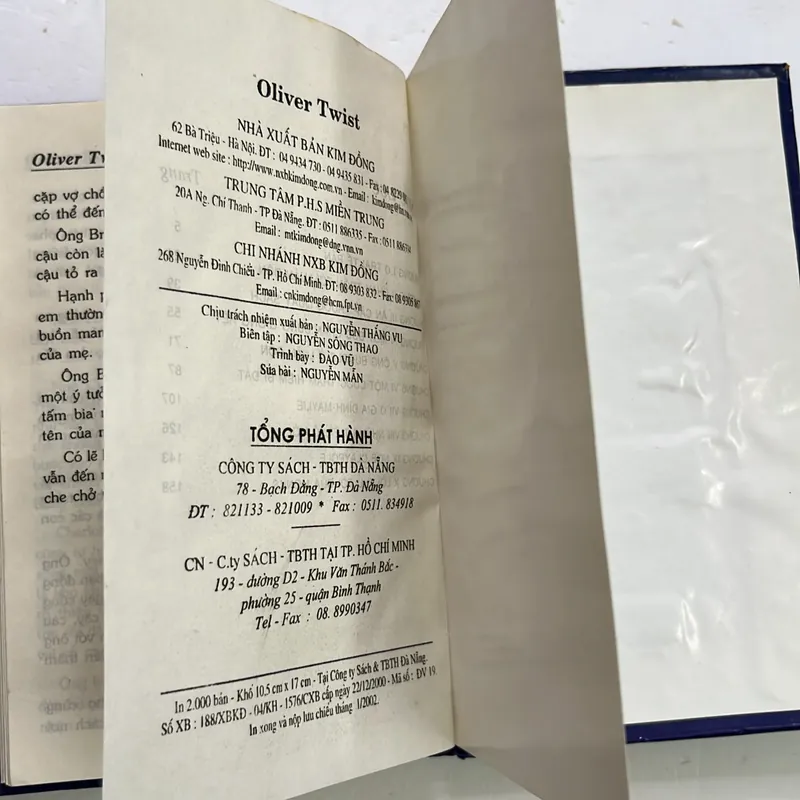 Oliver Tw
cặp vợ chồ
có thể đến
Ông Br
cậu còn là
cậu tỏ ra
Hạnh p
em thườn
buồn man
của mẹ.
Ông B
một ý tưở
tấm bia
tên của n
Có lẽ
vẫn đến
che chở
Oliver Twist
NHÀ XUẤT BẢN KIM ĐỒNG
62 Bà Triệu - Hà Nội. ĐT : 04 9434 730 - 04 9435 831 - Fax : 04 8229
Internet web site : http://www.nxbkimdong.com.vn - Email : kimdong@
TRUNG TÂM P.H.S MIỀN TRUNG
20A Ng. Chí Thanh - TP Đà Nẵng. ĐT : 0511 886335 - Fax : 0511 886334
Email : mtkimdong@dng.vnn.vn
CHI NHÁNH NXB KIM ĐỒNG
268 Nguyễn Đình Chiểu - TP. Hồ Chí Minh. ĐT: 08 9303 832 - Fax: 08 9305 867
Email : cnkimdong@hcm.fpt.vn
Chịu trách nhiệm xuất bản : NGUYỄN THẮNG VU
Biên tập : NGUYỄN SÔNG THAO
Trình bày : ĐÀO VŨ
Sửa bài : NGUYỄN MẪN
TỔNG PHÁT HÀNH
CÔNG TY SÁCH - TBTH ĐÀ NẴNG
78 - Bạch Đằng - TP. Đà Nẵng
ĐT : 821133 - 821009 * Fax : 0511. 834918
CN - C.ty SÁCH - TBTH TẠI TP. HỒ CHÍ MINH
193 - đường D2 - Khu Văn Thánh Bắc -
phường 25 - quận Bình Thạnh
Tel - Fax : 08. 8990347
In 2.000 bản - Khổ 10.5 cm x 17 cm - Tại Công ty Sách & TBTH Đà Nẵng.
Số XB : 188/XBKĐ - 04/KH - 1576/CXB cấp ngày 22/12/2000 - Mã số : ĐV 19
In xong và nộp lưu chiểu tháng 1/2002.